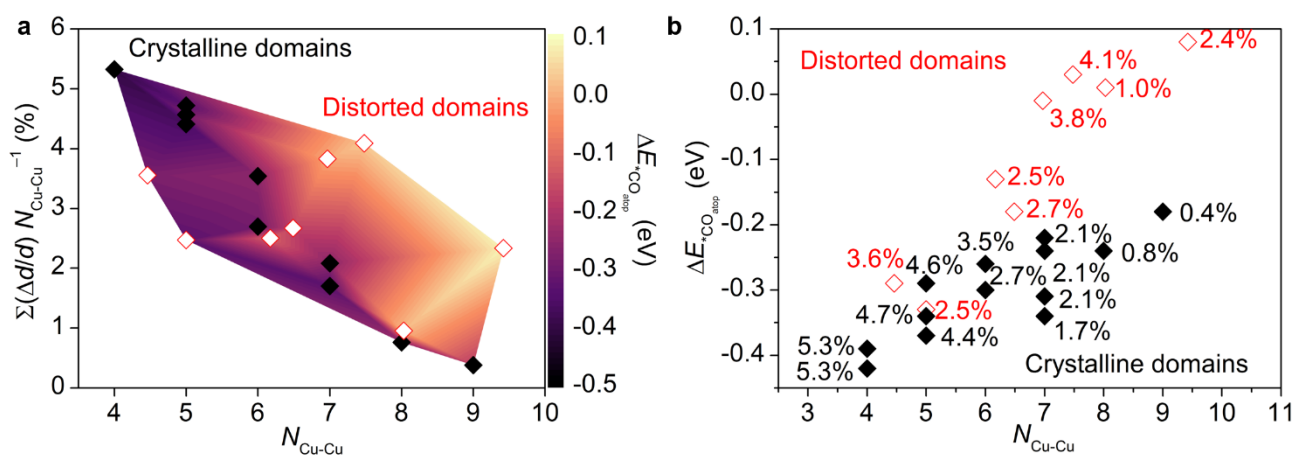 a
Σ(Δd/d) N_Cu-Cu⁻¹ (%)
6
5
4
3
2
1
0
4 5 6 7 8 9 10
N_Cu-Cu
Crystalline domains
Distorted domains
0.1
0.0
-0.1
-0.2
-0.3
-0.4
-0.5
ΔE_*CO_atop (eV)
b
ΔE_*CO_atop (eV)
0.1
0.0
-0.1
-0.2
-0.3
-0.4
3 4 5 6 7 8 9 10 11
N_Cu-Cu
Distorted domains
2.4%
4.1%
1.0%
3.8%
2.5%
2.7%
0.4%
3.5% 2.1%
0.8%
3.6%
4.6%
2.7% 2.1%
2.1%
4.7% 2.5%
1.7%
4.4%
5.3%
5.3%
Crystalline domains